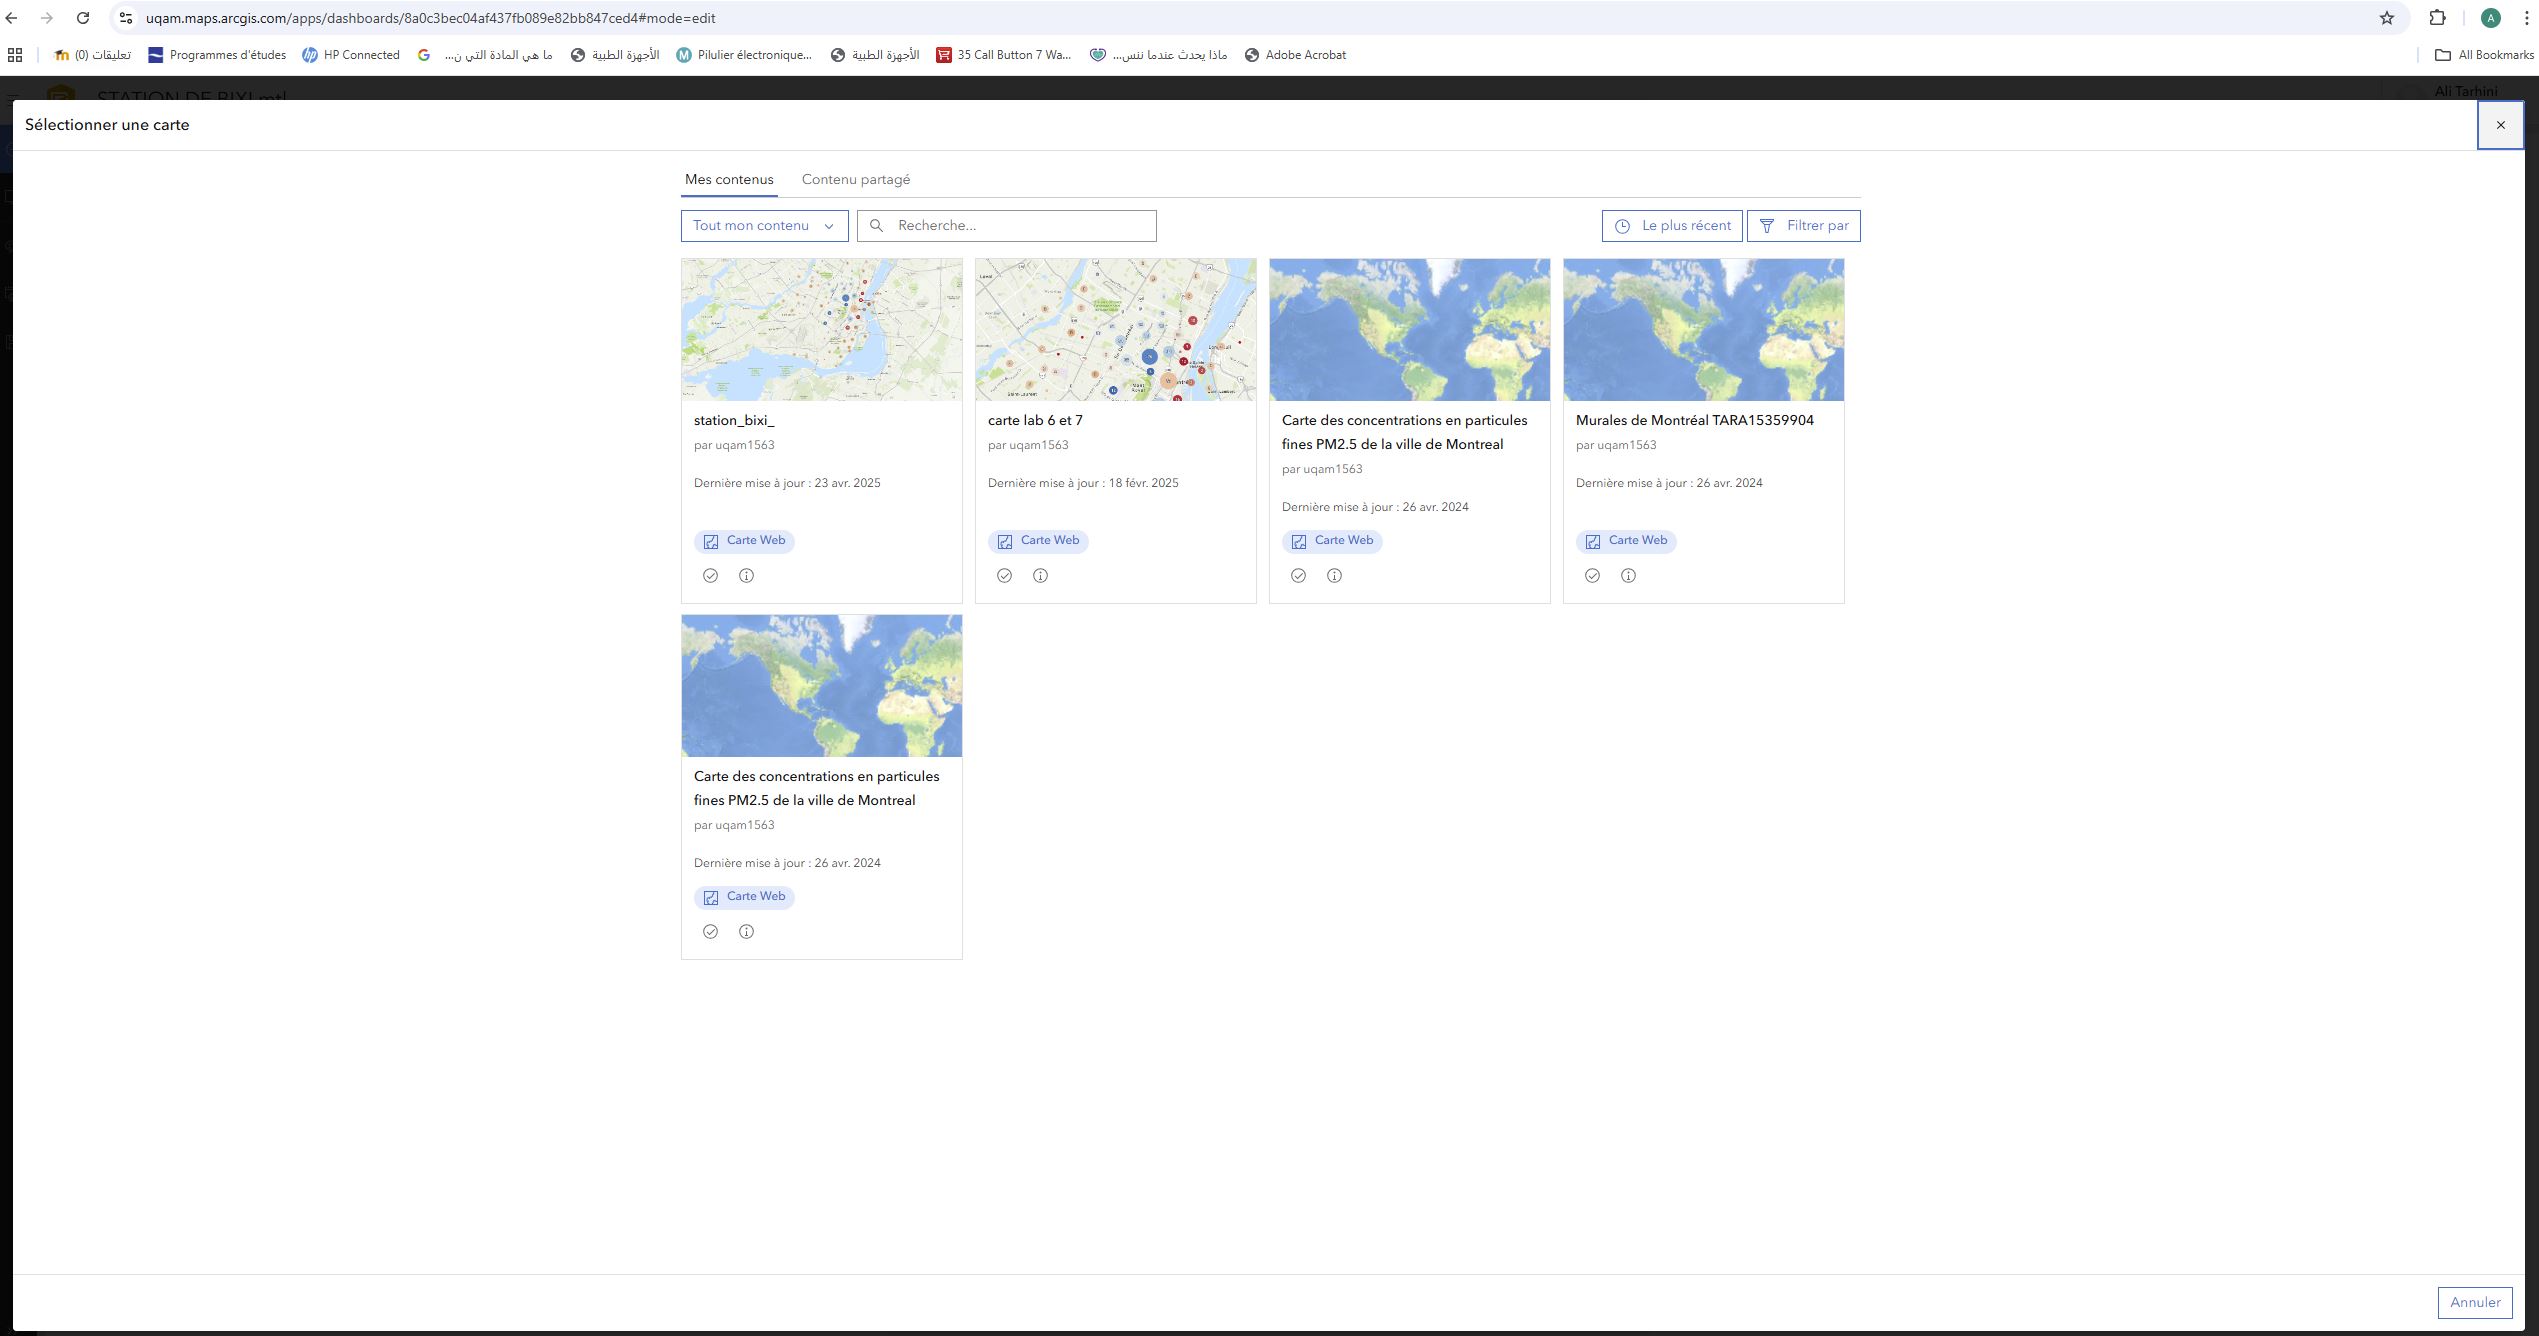 uqam.maps.arcgis.com/apps/dashboards/8a0c3bec04af437fb089e82bb847ced4#mode=edit
A
تعليقات (0)
Programmes d'études
HP Connected
ما هي المادة التي ن...
الأجهزة الطبية
Pilulier électronique...
الأجهزة الطبية
35 Call Button 7 Wa...
ماذا يحدث عندما ننس...
Adobe Acrobat
All Bookmarks
STATION DE BIXI mtl
Ali Tarhini
Sélectionner une carte
Mes contenus
Contenu partagé
Tout mon contenu
Recherche...
Le plus récent
Filtrer par
station_bixi_
par uqam1563
Dernière mise à jour : 23 avr. 2025
Carte Web
carte lab 6 et 7
par uqam1563
Dernière mise à jour : 18 févr. 2025
Carte Web
Carte des concentrations en particules
fines PM2.5 de la ville de Montreal
par uqam1563
Dernière mise à jour : 26 avr. 2024
Carte Web
Murales de Montréal TARA15359904
par uqam1563
Dernière mise à jour : 26 avr. 2024
Carte Web
Carte des concentrations en particules
fines PM2.5 de la ville de Montreal
par uqam1563
Dernière mise à jour : 26 avr. 2024
Carte Web
Annuler